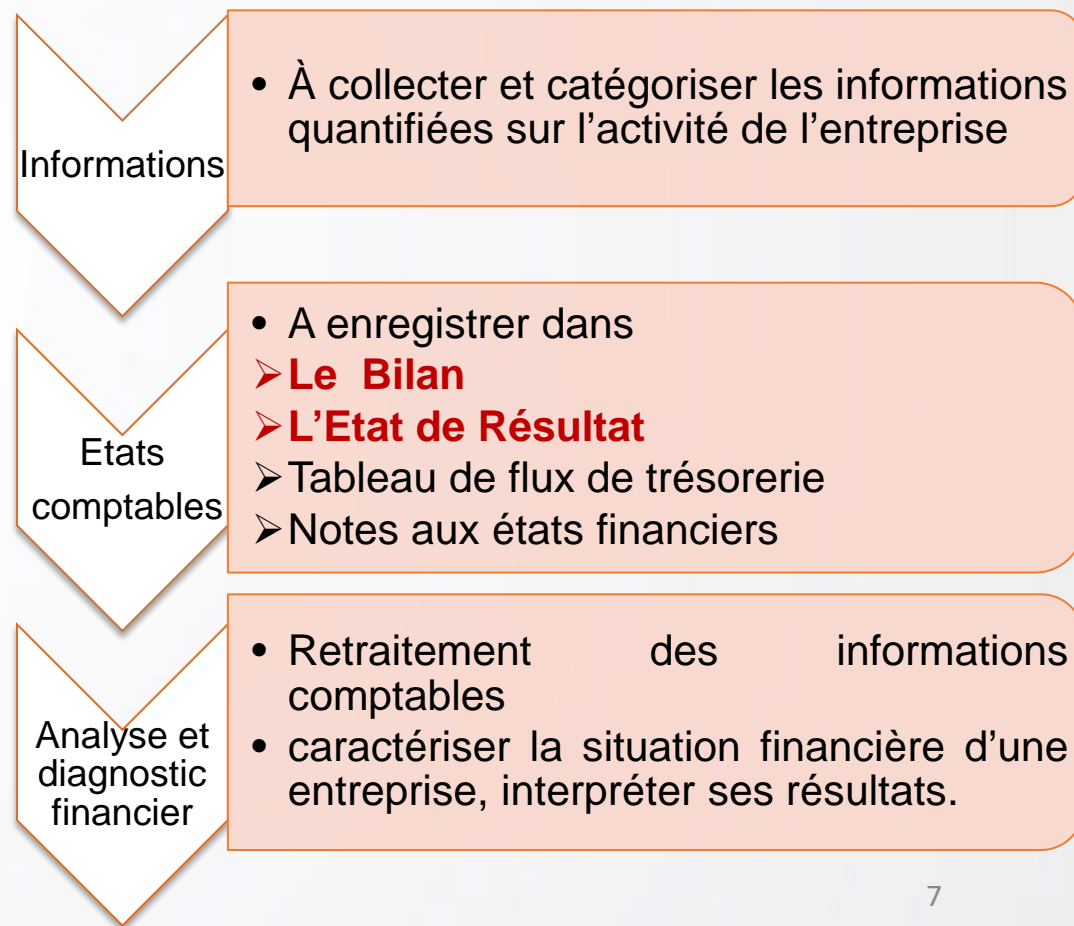 Informations
• À collecter et catégoriser les informations
quantifiées sur l’activité de l’entreprise
Etats
comptables
• A enregistrer dans
➢Le Bilan
➢L’Etat de Résultat
➢Tableau de flux de trésorerie
➢Notes aux états financiers
Analyse et
diagnostic
financier
• Retraitement des informations
comptables
• caractériser la situation financière d’une
entreprise, interpréter ses résultats.
7